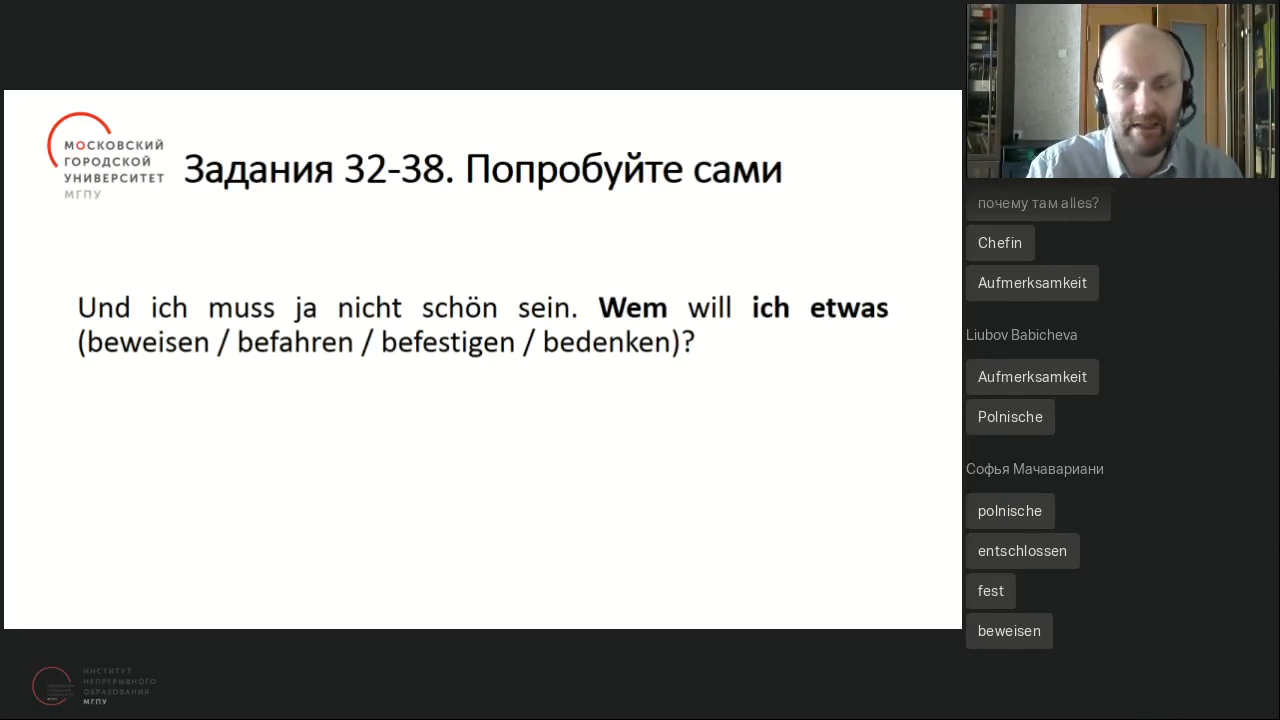 МОСКОВСКИЙ
ГОРОДСКОЙ
УНИВЕРСИТЕТ
МГПУ
Задания 32-38. Попробуйте сами
Und ich muss ja nicht schön sein. Wem will ich etwas
(beweisen / befahren / befestigen / bedenken)?
почему там alles?
Chefin
Aufmerksamkeit
Liubov Babicheva
Aufmerksamkeit
Polnische
Софья Мачавариани
polnische
entschlossen
fest
beweisen
ИНСТИТУТ
НЕПРЕРЫВНОГО
ОБРАЗОВАНИЯ
МГПУ